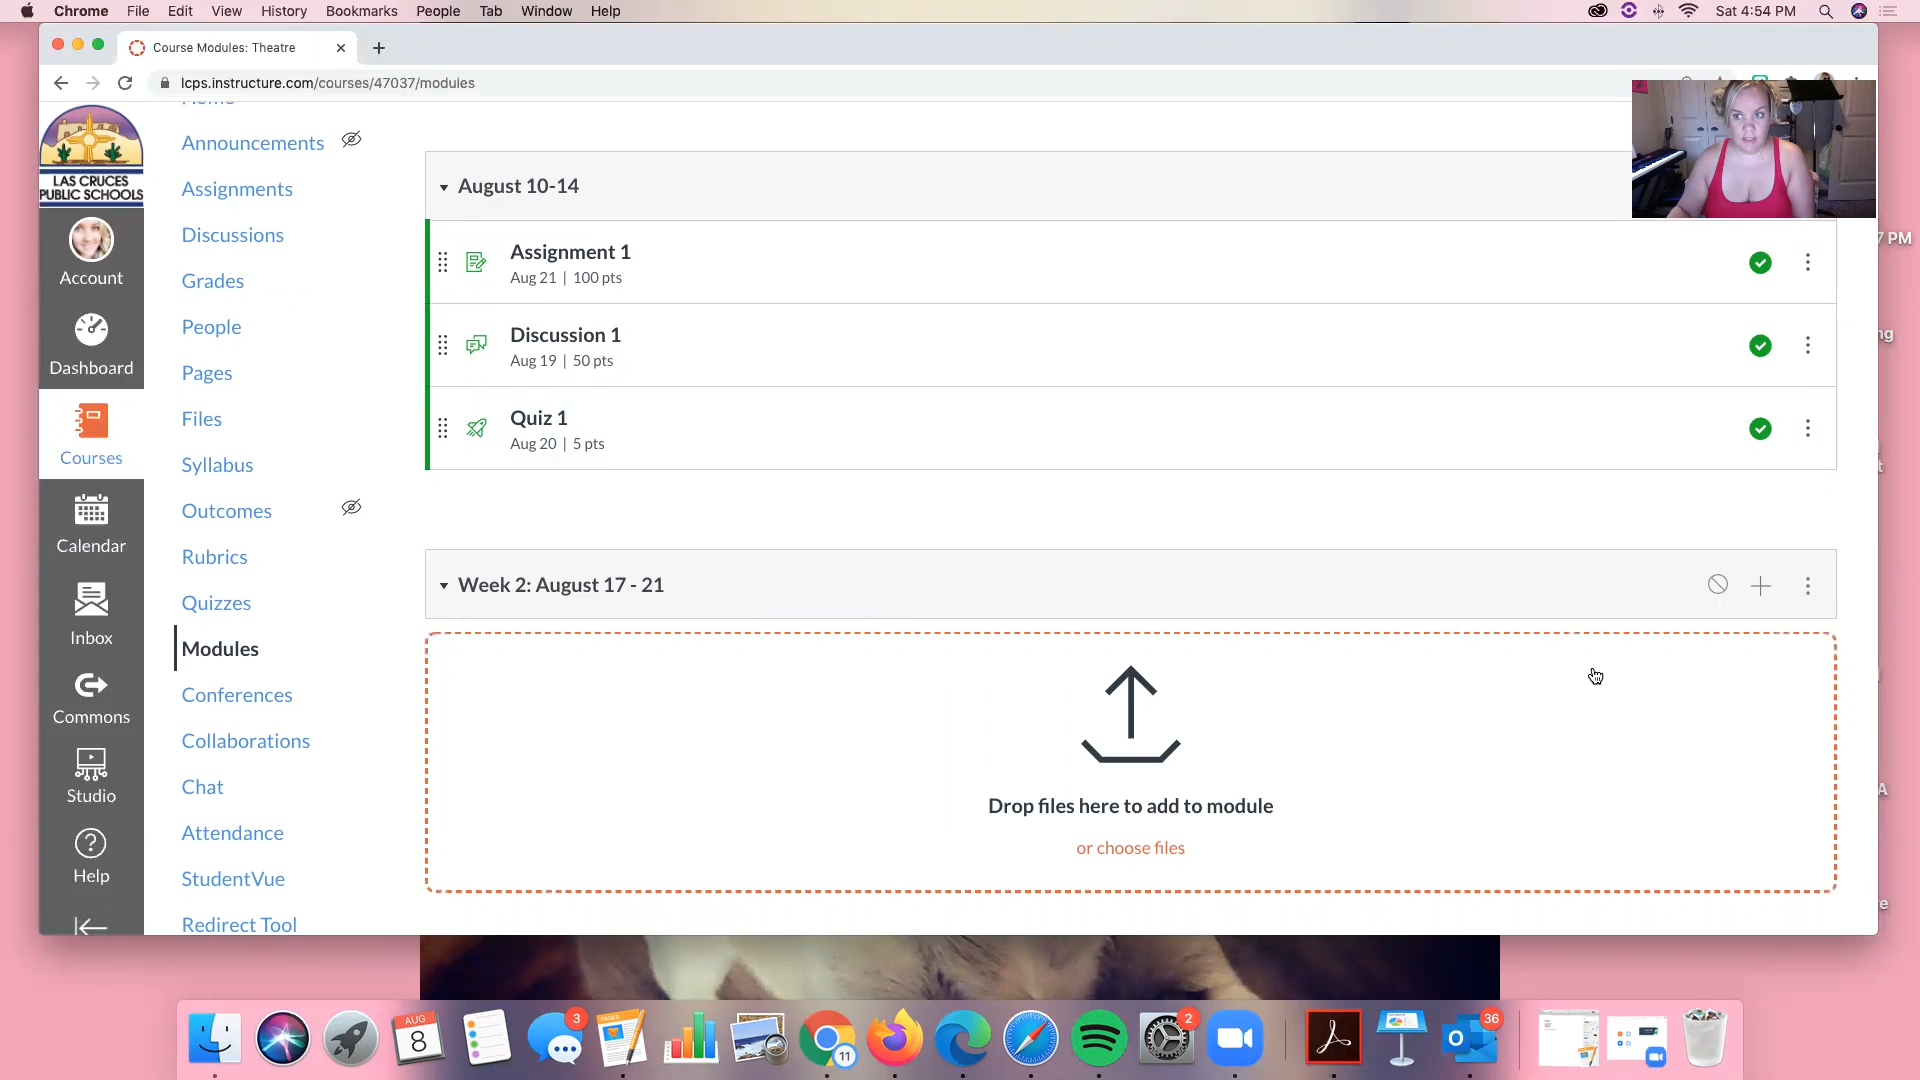 Chrome File Edit View History Bookmarks People Tab Window Help
Sat 4:54 PM
Course Modules: Theatre
lcps.instructure.com/courses/47037/modules
LAS CRUCES
PUBLIC SCHOOLS
Account
Dashboard
Courses
Calendar
Inbox
Commons
Studio
Help
Home
Announcements
Assignments
Discussions
Grades
People
Pages
Files
Syllabus
Outcomes
Rubrics
Quizzes
Modules
Conferences
Collaborations
Chat
Attendance
StudentVue
Redirect Tool
August 10-14
Assignment 1
Aug 21 | 100 pts
Discussion 1
Aug 19 | 50 pts
Quiz 1
Aug 20 | 5 pts
Week 2: August 17 - 21
Drop files here to add to module
or choose files
7 PM
ng
t
A
e
AUG
8
3
PAGES
11
2
36